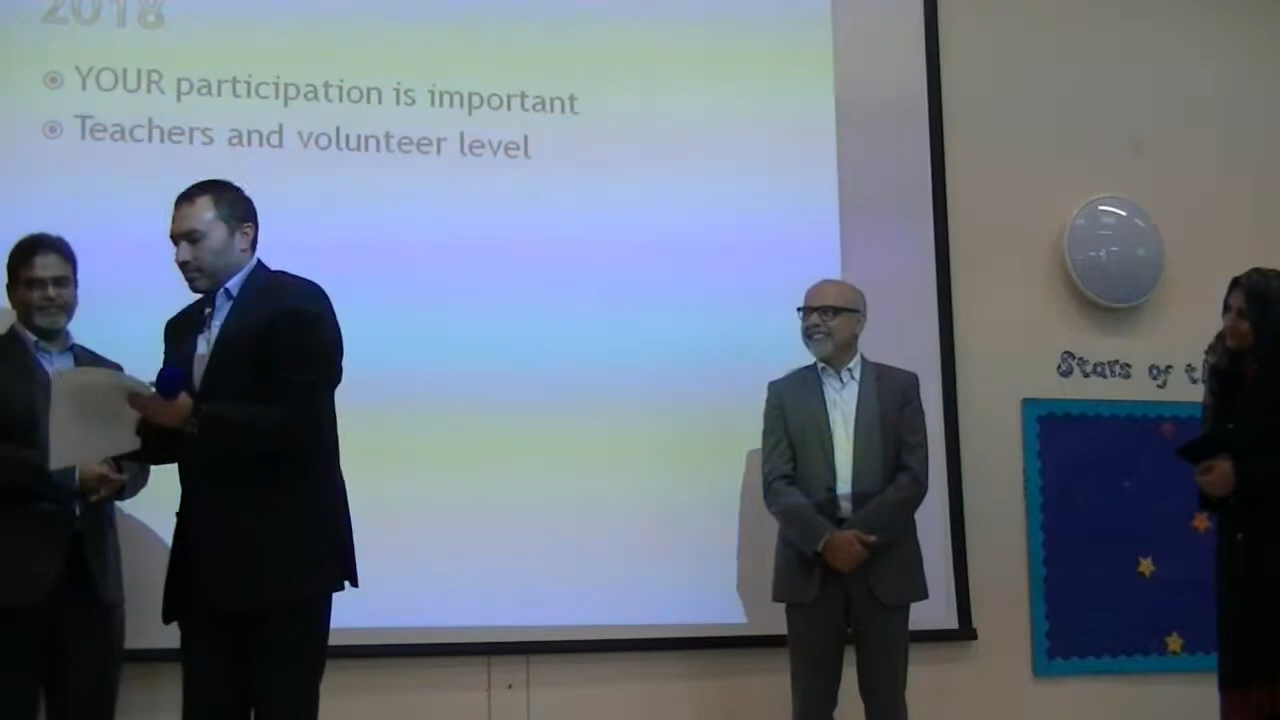 2018
YOUR participation is important
Teachers and volunteer level
Stars of